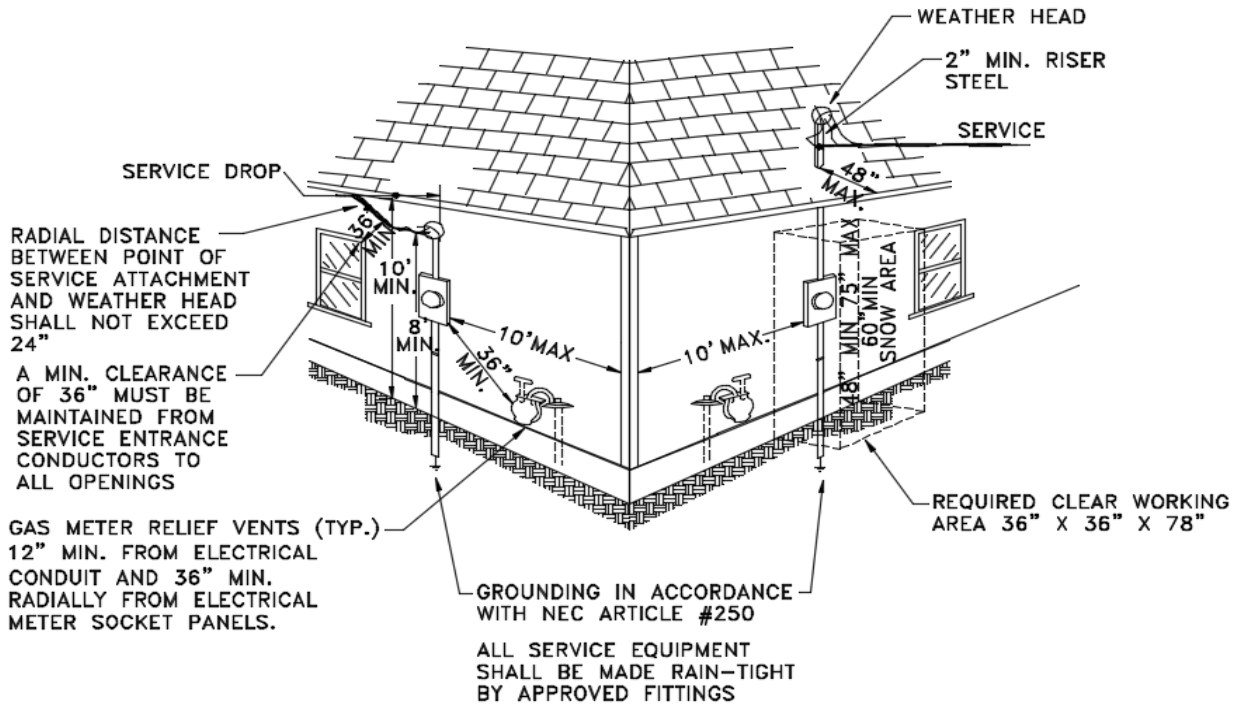 WEATHER HEAD
2" MIN. RISER
STEEL
SERVICE
48"
MAX.
SERVICE DROP
36"
MIN.
RADIAL DISTANCE
BETWEEN POINT OF
SERVICE ATTACHMENT
AND WEATHER HEAD
SHALL NOT EXCEED
24"
10'
MIN.
8'
MIN.
A MIN. CLEARANCE
OF 36" MUST BE
MAINTAINED FROM
SERVICE ENTRANCE
CONDUCTORS TO
ALL OPENINGS
10' MAX
36"
MIN.
10' MAX.
48" MIN 75" MAX
60" MIN
SNOW AREA
GAS METER RELIEF VENTS (TYP.)
12" MIN. FROM ELECTRICAL
CONDUIT AND 36" MIN.
RADIALLY FROM ELECTRICAL
METER SOCKET PANELS.
REQUIRED CLEAR WORKING
AREA 36" X 36" X 78"
GROUNDING IN ACCORDANCE
WITH NEC ARTICLE #250
ALL SERVICE EQUIPMENT
SHALL BE MADE RAIN-TIGHT
BY APPROVED FITTINGS